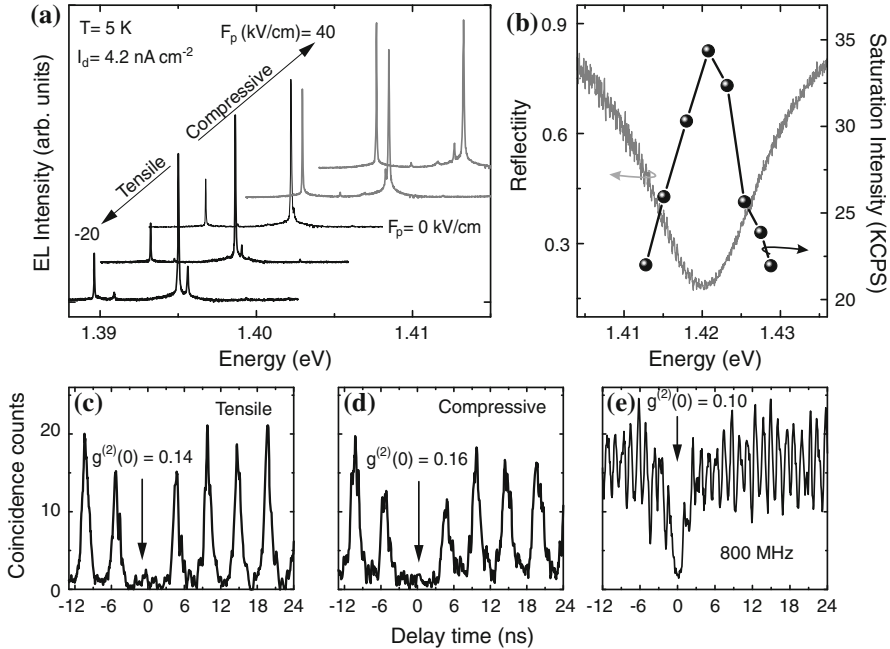 (a)
T= 5 K
I_d= 4.2 nA cm⁻²
F_p (kV/cm)= 40
Compressive
Tensile
-20
F_p= 0 kV/cm
EL Intensity (arb. units)
1.39 1.40 1.41
Energy (eV)
(b)
0.9
0.6
0.3
Reflectiity
35
30
25
20
Saturation Intensity (KCPS)
1.41 1.42 1.43
Energy (eV)
(c)
Tensile
g⁽²⁾(0) = 0.14
20
10
0
Coincidence counts
-12 -6 0 6 12 18 24
(d)
Compressive
g⁽²⁾(0) = 0.16
-12 -6 0 6 12 18 24
(e)
g⁽²⁾(0) = 0.10
800 MHz
-12 -6 0 6 12 18 24
Delay time (ns)